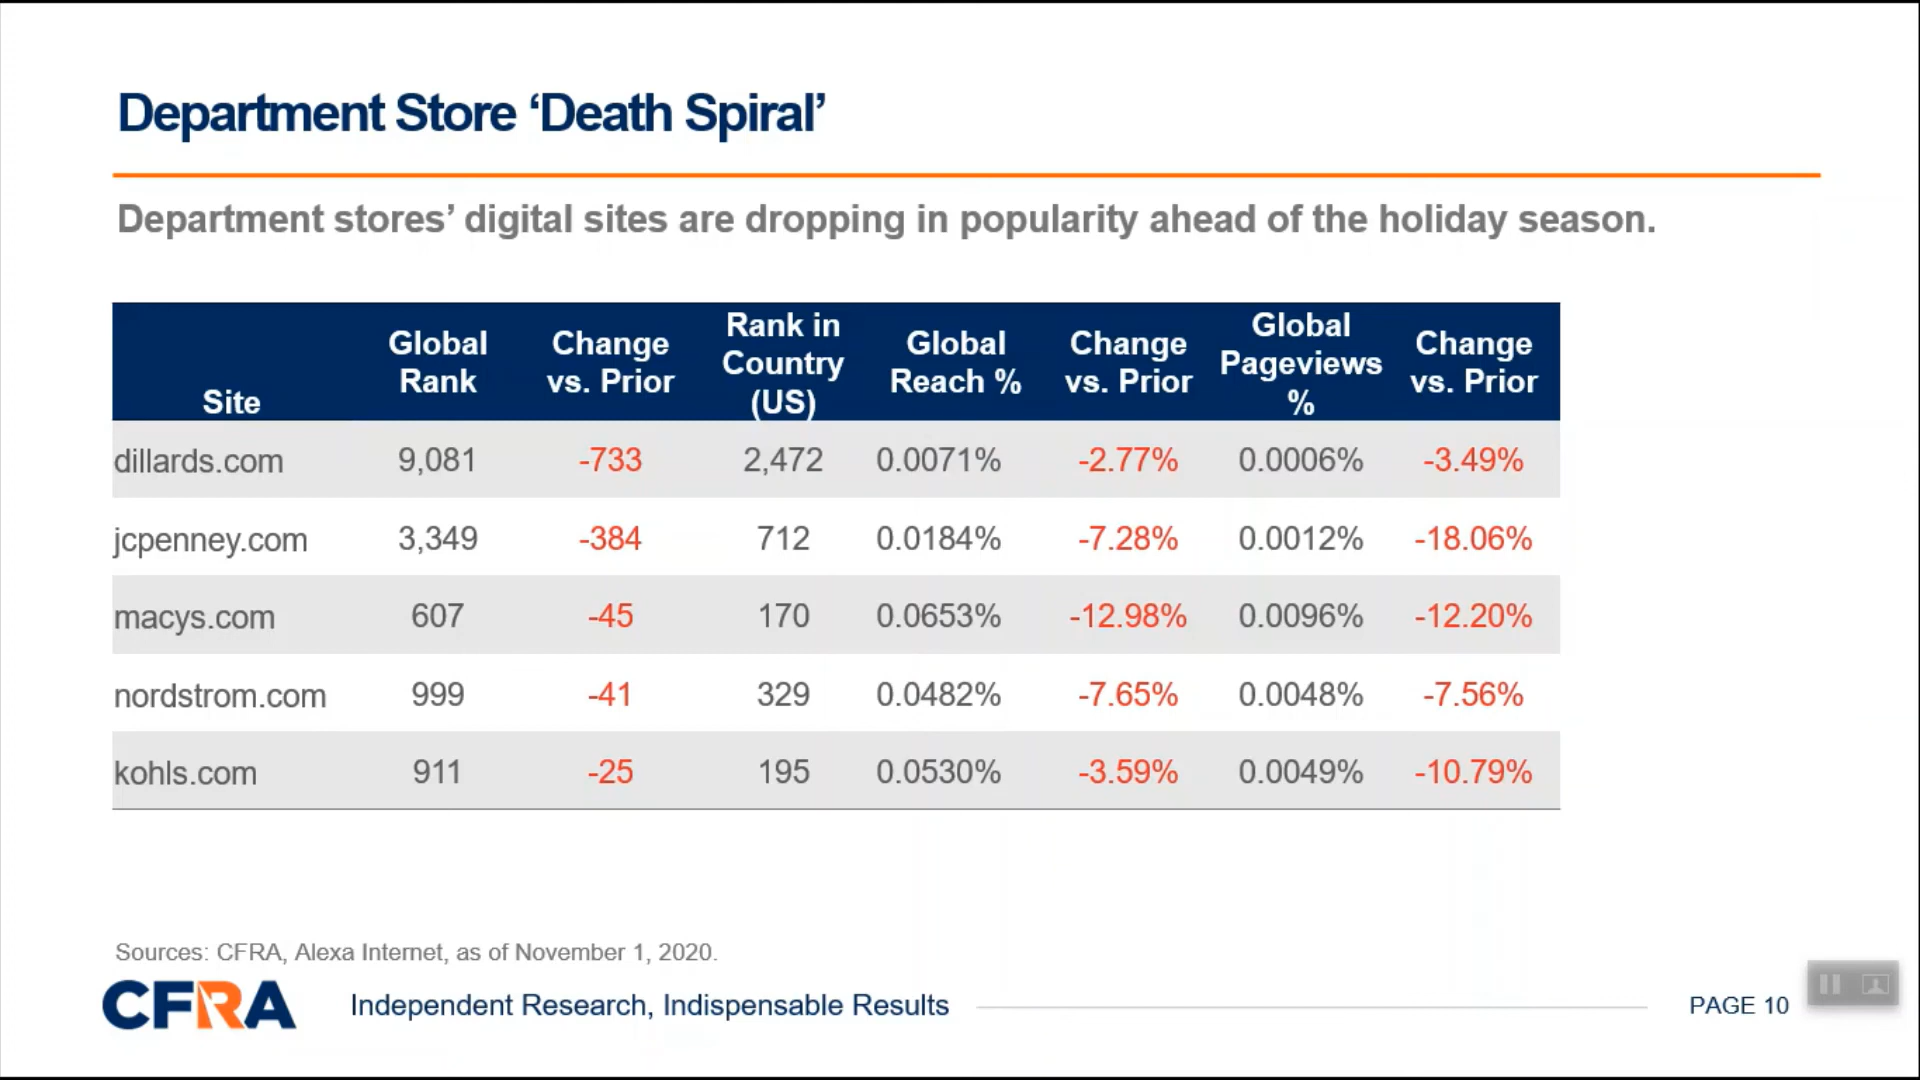 Department Store ‘Death Spiral’
Department stores’ digital sites are dropping in popularity ahead of the holiday season.
Site Global Rank Change vs. Prior Rank in Country (US) Global Reach % Change vs. Prior Global Pageviews % Change vs. Prior
dillards.com 9,081 -733 2,472 0.0071% -2.77% 0.0006% -3.49%
jcpenney.com 3,349 -384 712 0.0184% -7.28% 0.0012% -18.06%
macys.com 607 -45 170 0.0653% -12.98% 0.0096% -12.20%
nordstrom.com 999 -41 329 0.0482% -7.65% 0.0048% -7.56%
kohls.com 911 -25 195 0.0530% -3.59% 0.0049% -10.79%
Sources: CFRA, Alexa Internet, as of November 1, 2020.
CFRA Independent Research, Indispensable Results PAGE 10